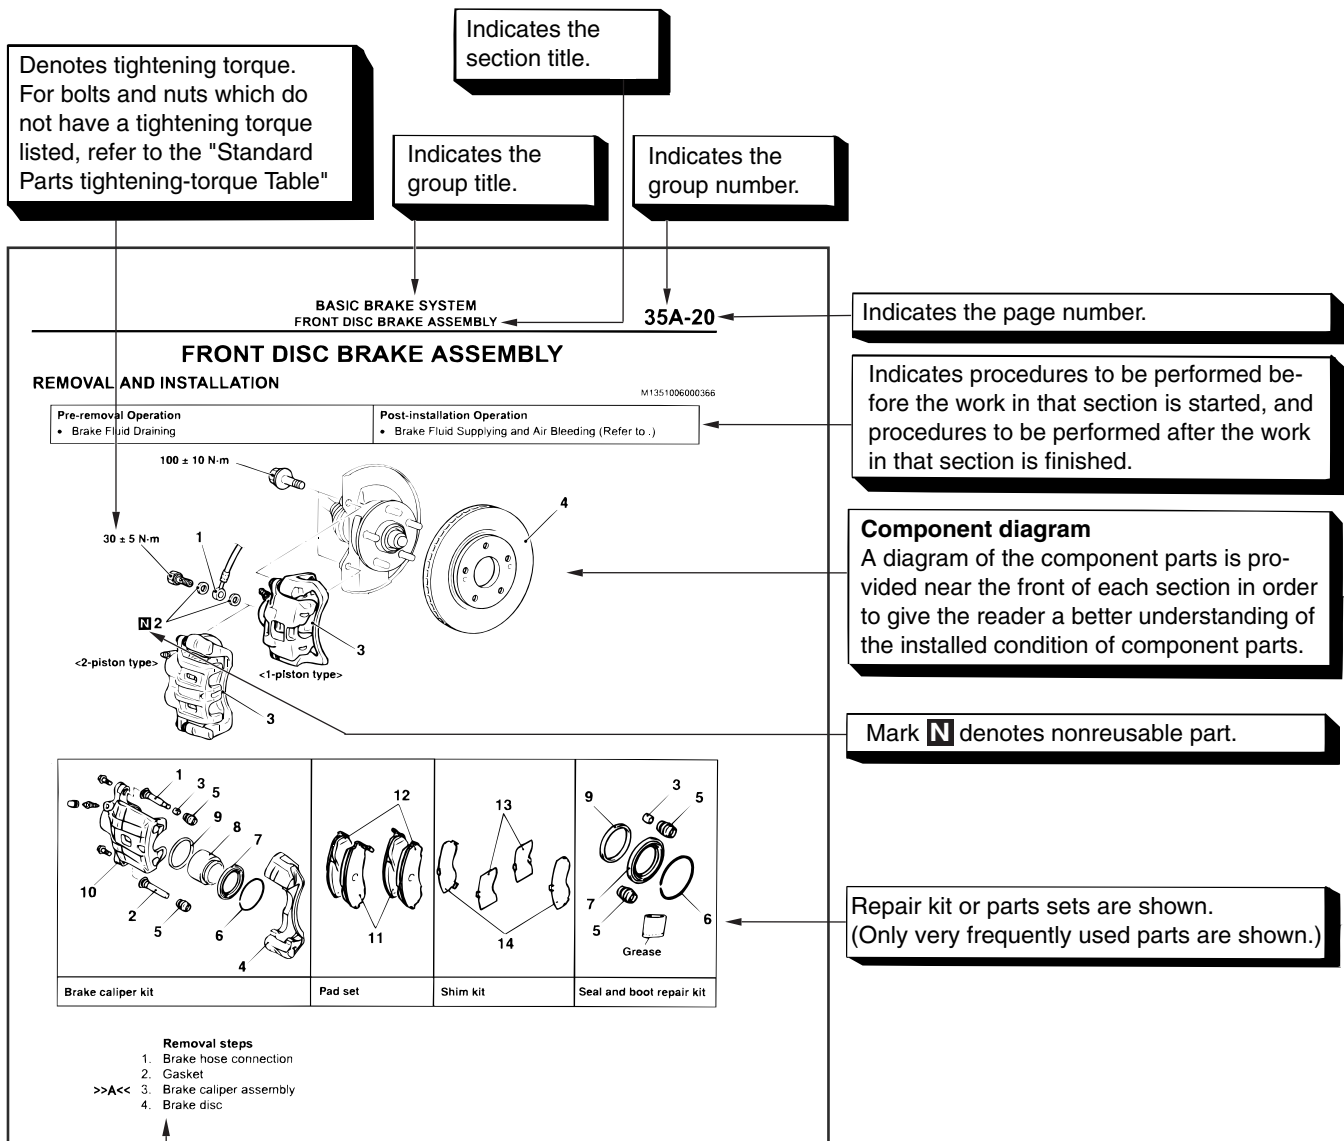 Indicates the
section title.
Denotes tightening torque.
For bolts and nuts which do
not have a tightening torque
listed, refer to the "Standard
Parts tightening-torque Table"
Indicates the
group title.
Indicates the
group number.
BASIC BRAKE SYSTEM
FRONT DISC BRAKE ASSEMBLY
35A-20
Indicates the page number.
FRONT DISC BRAKE ASSEMBLY
REMOVAL AND INSTALLATION
M1351006000366
Pre-removal Operation
• Brake Fluid Draining
Post-installation Operation
• Brake Fluid Supplying and Air Bleeding (Refer to .)
Indicates procedures to be performed be-
fore the work in that section is started, and
procedures to be performed after the work
in that section is finished.
100 ± 10 N·m
4
30 ± 5 N·m
1
N 2
3
<2-piston type>
<1-piston type>
3
Component diagram
A diagram of the component parts is pro-
vided near the front of each section in order
to give the reader a better understanding of
the installed condition of component parts.
Mark N denotes nonreusable part.
1
3
5
9
8
7
10
2
5
6
4
Brake caliper kit
12
11
Pad set
13
14
Shim kit
3
9
5
7
5
6
Grease
Seal and boot repair kit
Repair kit or parts sets are shown.
(Only very frequently used parts are shown.)
Removal steps
1. Brake hose connection
2. Gasket
>>A<< 3. Brake caliper assembly
4. Brake disc